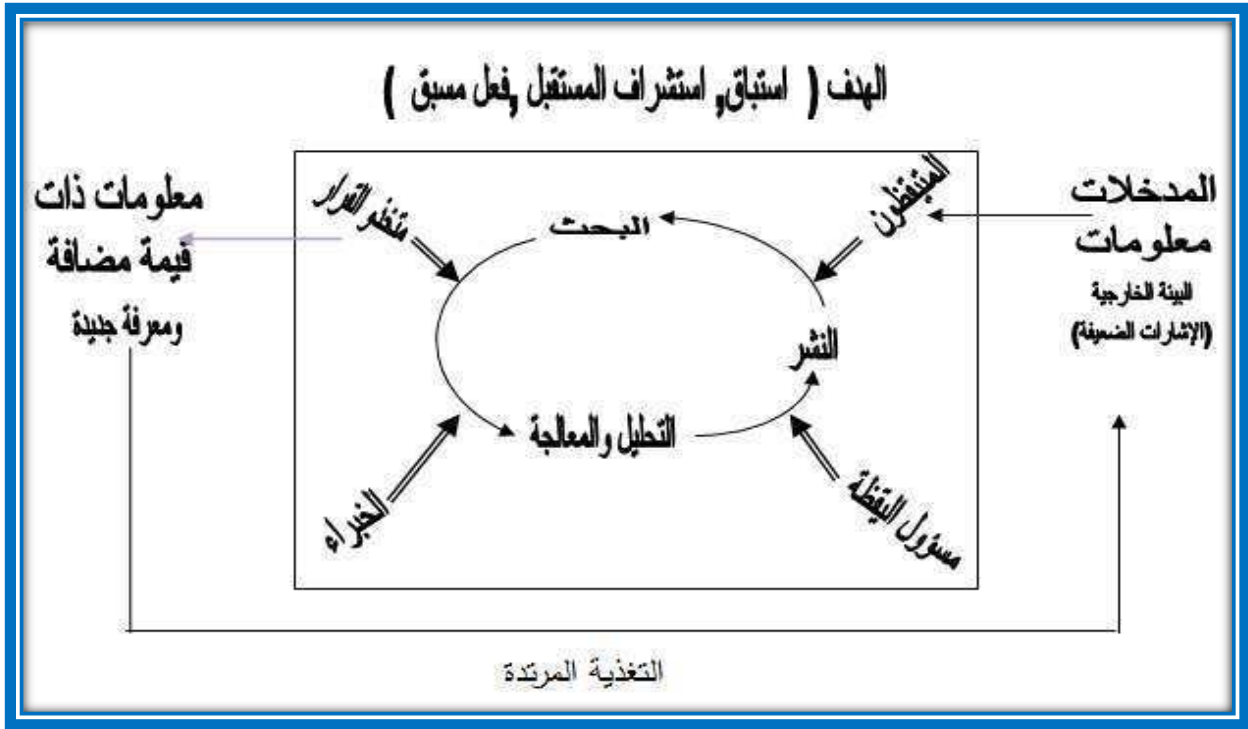 الهدف ( استباق, استشراف المستقبل ,فعل مسبق )
المدخلات
معلومات
البيئة الخارجية
(الإشارات الضعيفة)
المتيقظون
متخذو القرار
معلومات ذات
قيمة مضافة
ومعرفة جديدة
البحث
النشر
التحليل والمعالجة
الخبراء
مسؤول اليقظة
التغذية المرتدة